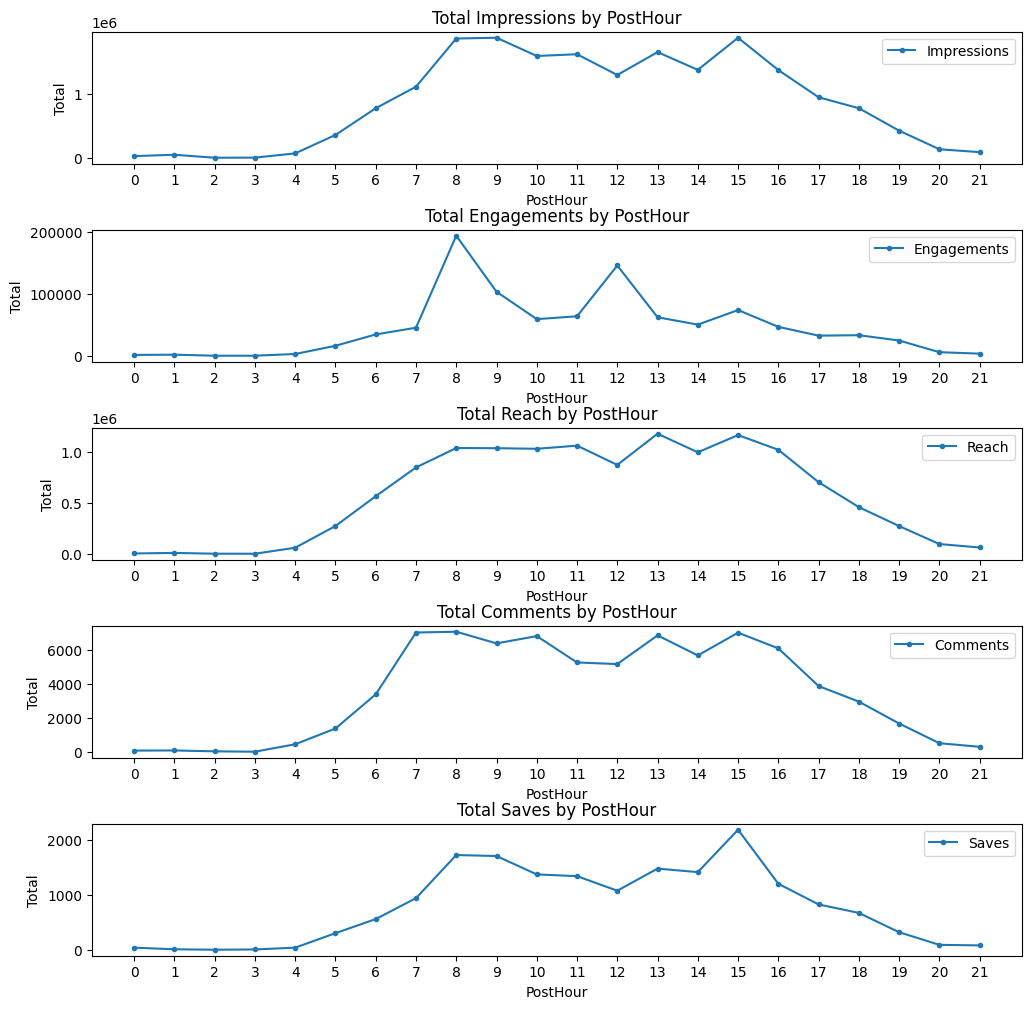 Total Impressions by PostHour
1e6
Impressions
Total
1
0
0 1 2 3 4 5 6 7 8 9 10 11 12 13 14 15 16 17 18 19 20 21
PostHour
Total Engagements by PostHour
200000
Engagements
Total
100000
0
0 1 2 3 4 5 6 7 8 9 10 11 12 13 14 15 16 17 18 19 20 21
PostHour
Total Reach by PostHour
1e6
Reach
1.0
Total
0.5
0.0
0 1 2 3 4 5 6 7 8 9 10 11 12 13 14 15 16 17 18 19 20 21
PostHour
Total Comments by PostHour
Comments
6000
4000
Total
2000
0
0 1 2 3 4 5 6 7 8 9 10 11 12 13 14 15 16 17 18 19 20 21
PostHour
Total Saves by PostHour
2000
Saves
Total
1000
0
0 1 2 3 4 5 6 7 8 9 10 11 12 13 14 15 16 17 18 19 20 21
PostHour